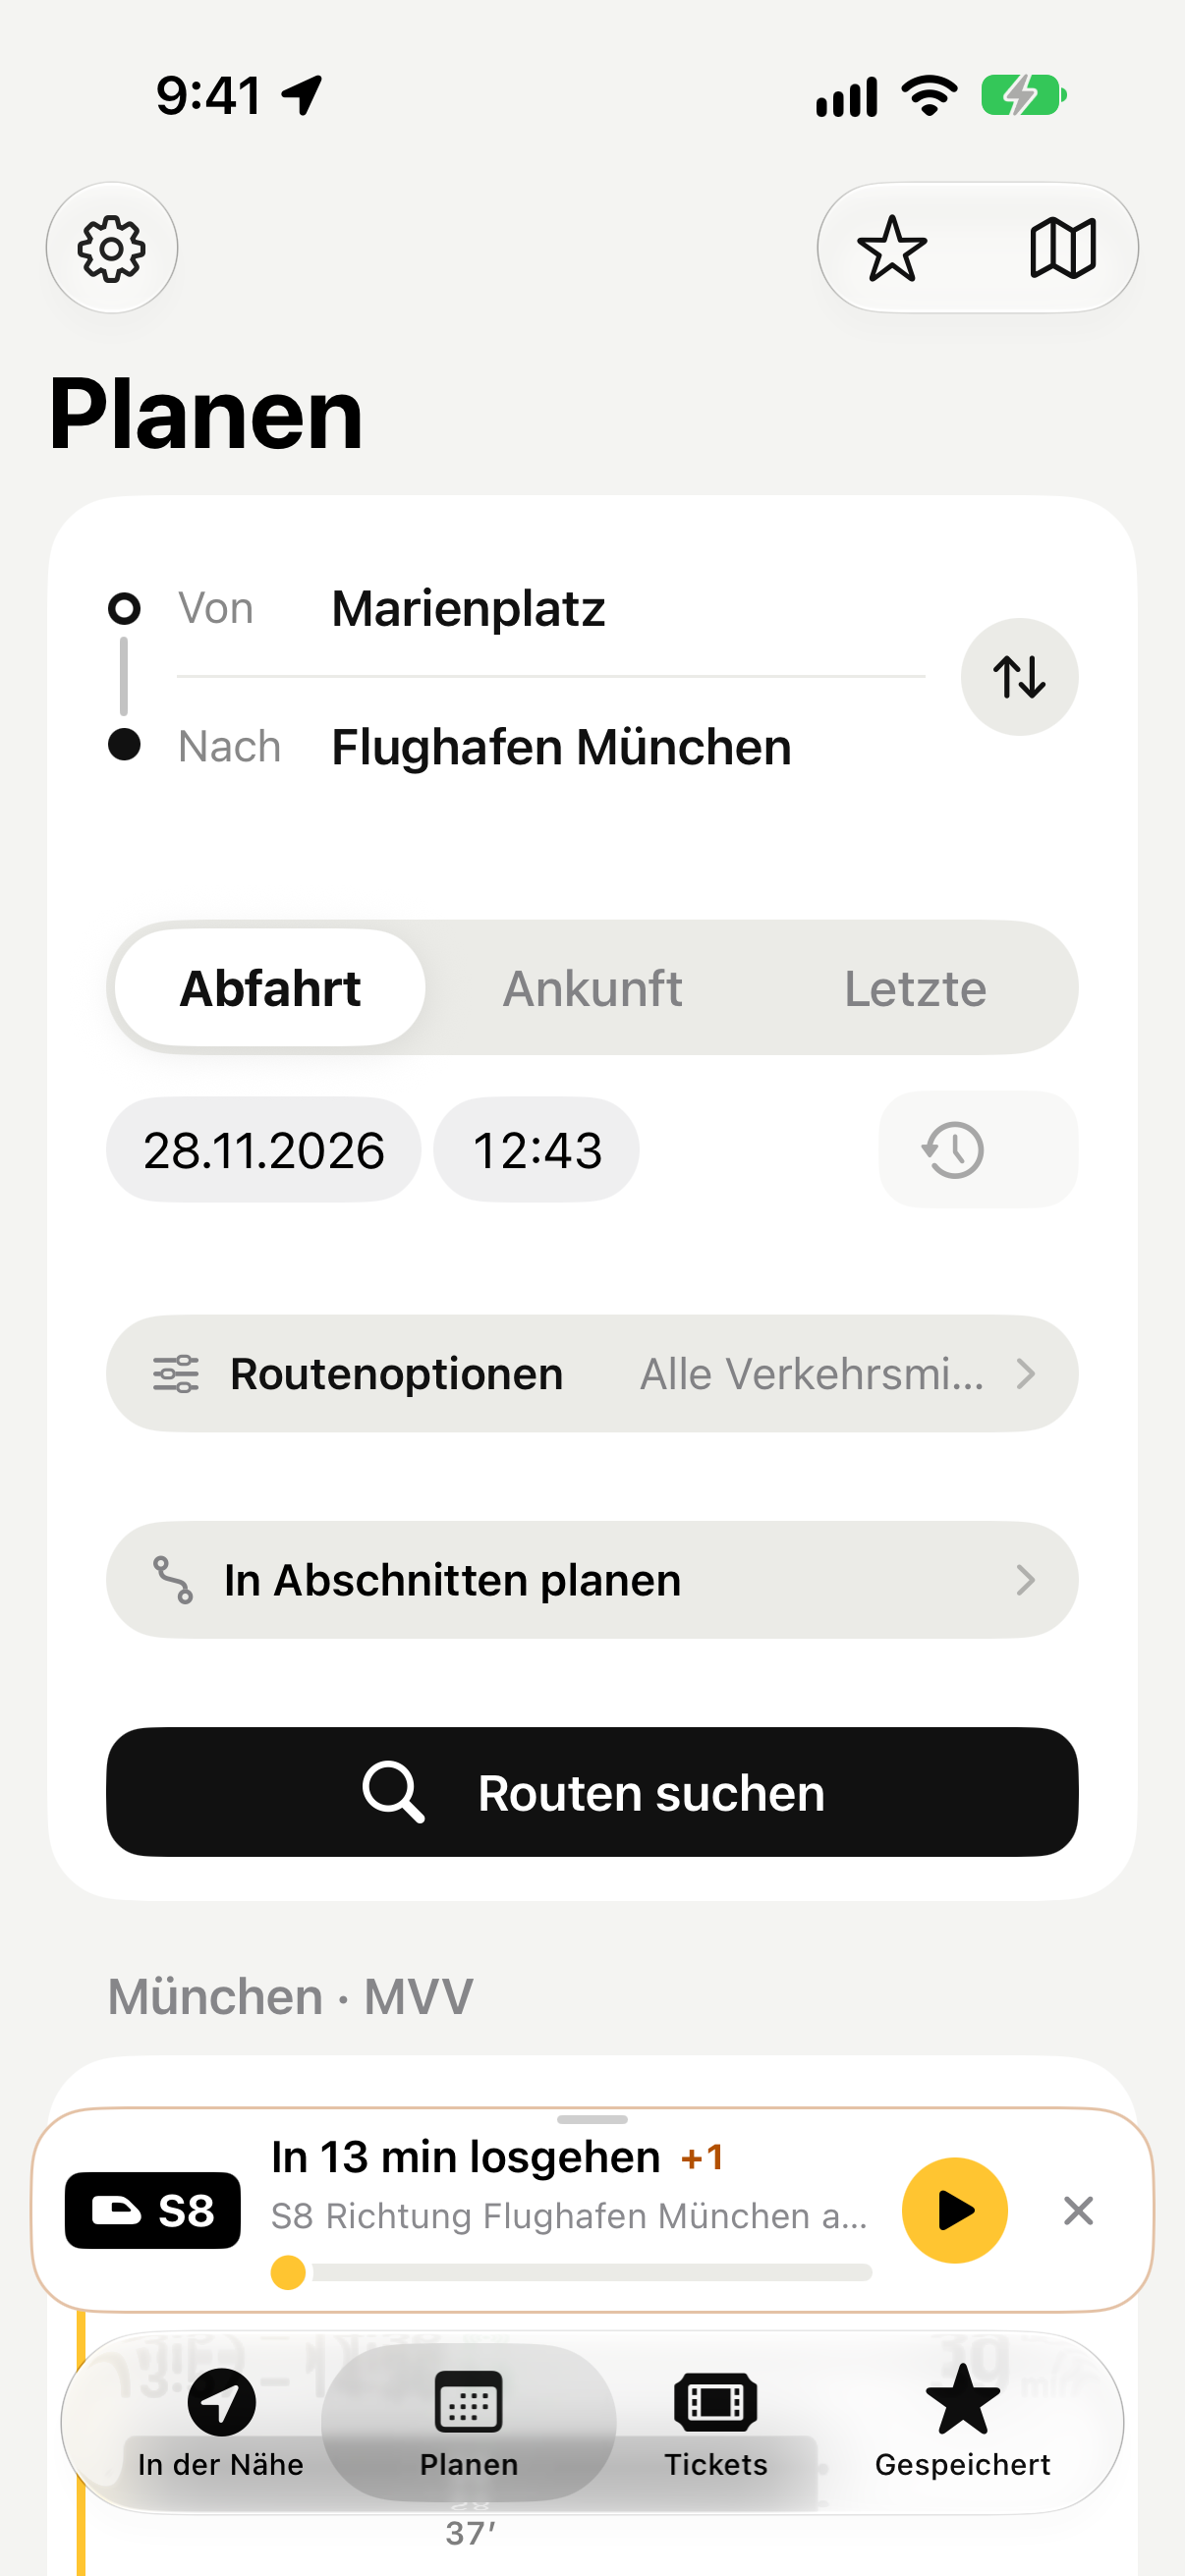 9:41
Planen
Von Marienplatz
Nach Flughafen München
Abfahrt Ankunft Letzte
28.11.2026 12:43
Routenoptionen Alle Verkehrsmi...
In Abschnitten planen
Routen suchen
München · MVV
In 13 min losgehen +1
S8
S8 Richtung Flughafen München a...
In der Nähe Planen Tickets Gespeichert
37′